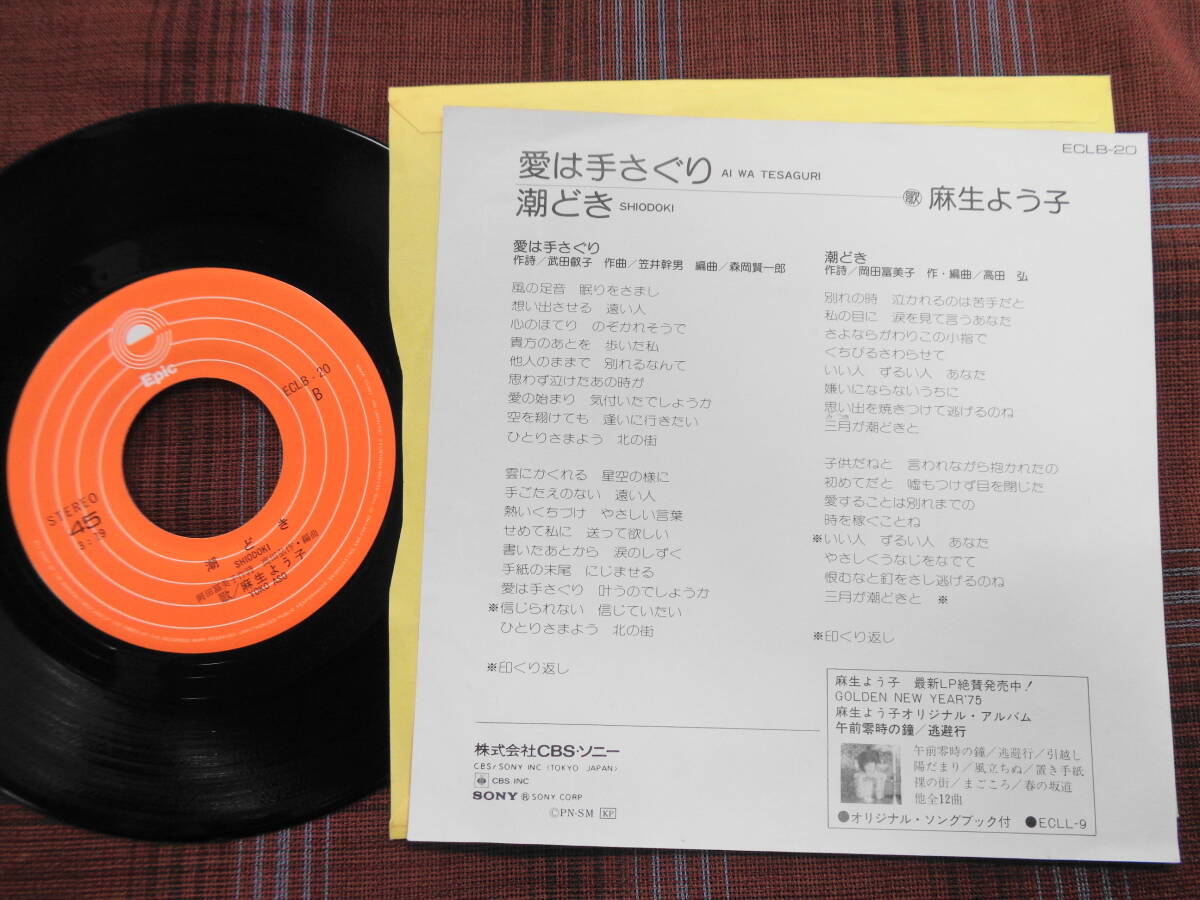 ECLB-20
愛は手さぐり AI WA TESAGURI
潮どき SHIODOKI
歌 麻生よう子
愛は手さぐり
作詩/武田叡子 作曲/笠井幹男 編曲/森岡賢一郎
風の足音 眠りをさまし
想い出させる 遠い人
心のほてり のぞかれそうで
貴方のあとを 歩いた私
他人のままで 別れるなんて
思わず泣けたあの時が
愛の始まり 気付いたでしょうか
空を翔けても 逢いに行きたい
ひとりさまよう 北の街
雲にかくれる 星空の様に
手ごたえのない 遠い人
熱いくちづけ やさしい言葉
せめて私に 送って欲しい
書いたあとから 涙のしずく
手紙の末尾 にじませる
愛は手さぐり 叶うのでしょうか
※信じられない 信じていたい
ひとりさまよう 北の街
※印くり返し
潮どき
作詩/岡田富美子 作・編曲/高田 弘
別れの時 泣かれるのは苦手だと
私の目に 涙を見て言うあなた
さよならがわりこの小指で
くちびるさわらせて
いい人 ずるい人 あなた
嫌いにならないうちに
思い出を焼きつけて逃げるのね
三月が潮どきと
子供だねと 言われながら抱かれたの
初めてだと 嘘もつけず目を閉じた
愛することは別れまでの
時を稼ぐことね
※いい人 ずるい人 あなた
やさしくうなじをなでて
恨むなと釘をさし逃げるのね
三月が潮どきと ※
※印くり返し
株式会社CBS・ソニー
CBS/SONY INC (TOKYO JAPAN)
CBS INC
SONY ® SONY CORP
ⓒPN-SM KP
麻生よう子 最新LP絶賛発売中!
GOLDEN NEW YEAR'75
麻生よう子オリジナル・アルバム
午前零時の鐘/逃避行
午前零時の鐘/逃避行/引越し
陽だまり/風立ちぬ/置き手紙
裸の街/まごころ/春の坂道
他全12曲
●オリジナル・ソングブック付 ●ECLL-9
Epic
ECLB-20
B
STEREO
45
3:19
潮どき
SHIODOKI
岡田富美子作詩・高田弘作・編曲
歌/麻生よう子
YOKO ASO